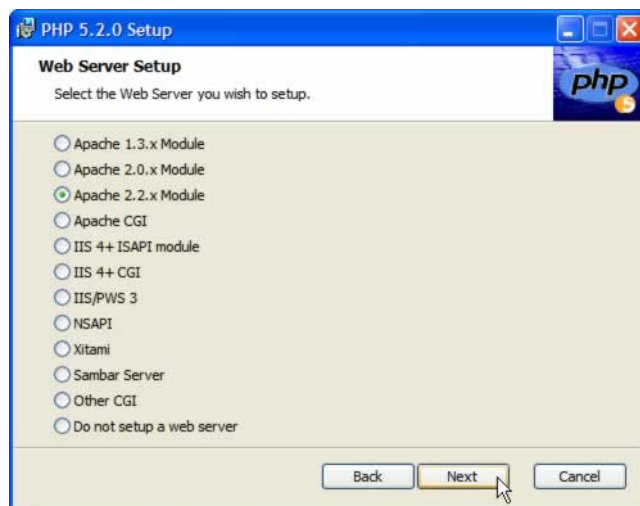 PHP 5.2.0 Setup
Web Server Setup
Select the Web Server you wish to setup.
php
5
Apache 1.3.x Module
Apache 2.0.x Module
Apache 2.2.x Module
Apache CGI
IIS 4+ ISAPI module
IIS 4+ CGI
IIS/PWS 3
NSAPI
Xitami
Sambar Server
Other CGI
Do not setup a web server
Back
Next
Cancel